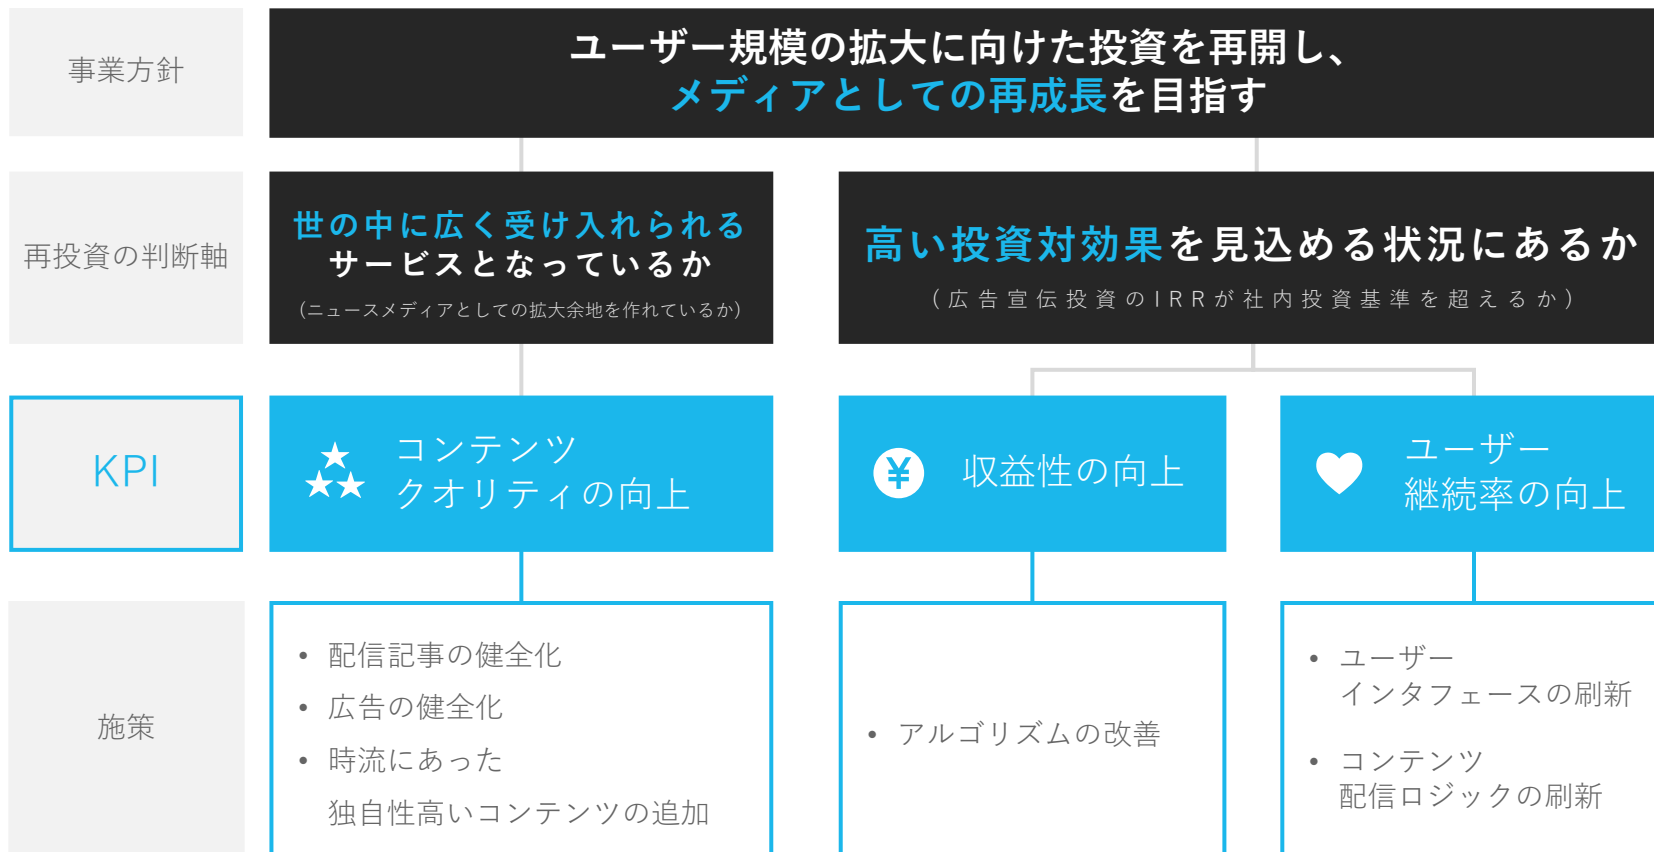 事業方針
ユーザー規模の拡大に向けた投資を再開し、
メディアとしての再成長を目指す
再投資の判断軸
世の中に広く受け入れられる
サービスとなっているか
(ニュースメディアとしての拡大余地を作れているか)
高い投資対効果を見込める状況にあるか
(広告宣伝投資のIRRが社内投資基準を超えるか)
KPI
コンテンツ
クオリティの向上
¥
収益性の向上
ユーザー
継続率の向上
施策
• 配信記事の健全化
• 広告の健全化
• 時流にあった
独自性高いコンテンツの追加
• アルゴリズムの改善
• ユーザー
インタフェースの刷新
• コンテンツ
配信ロジックの刷新